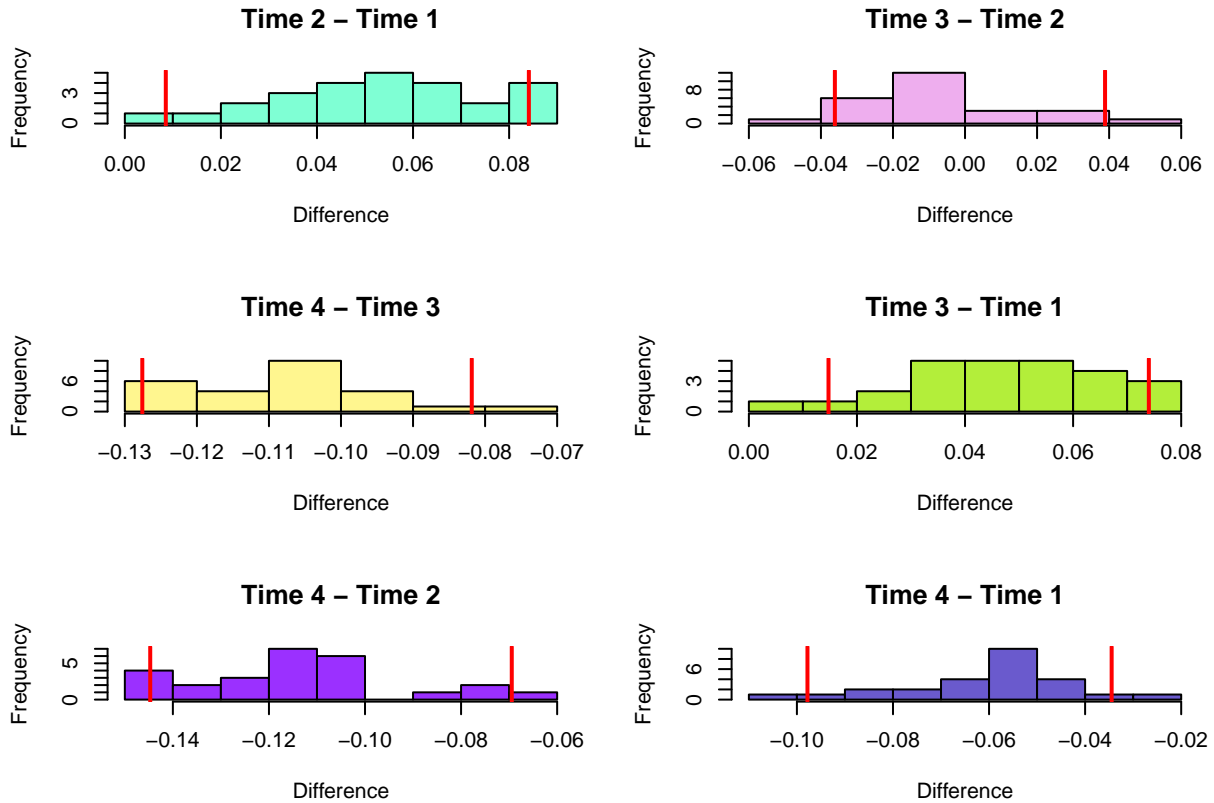 Time 2 − Time 1
Frequency
0 3
0.00 0.02 0.04 0.06 0.08
Difference
Time 3 − Time 2
Frequency
0 8
−0.06 −0.04 −0.02 0.00 0.02 0.04 0.06
Difference
Time 4 − Time 3
Frequency
0 6
−0.13 −0.12 −0.11 −0.10 −0.09 −0.08 −0.07
Difference
Time 3 − Time 1
Frequency
0 3
0.00 0.02 0.04 0.06 0.08
Difference
Time 4 − Time 2
Frequency
0 5
−0.14 −0.12 −0.10 −0.08 −0.06
Difference
Time 4 − Time 1
Frequency
0 6
−0.10 −0.08 −0.06 −0.04 −0.02
Difference